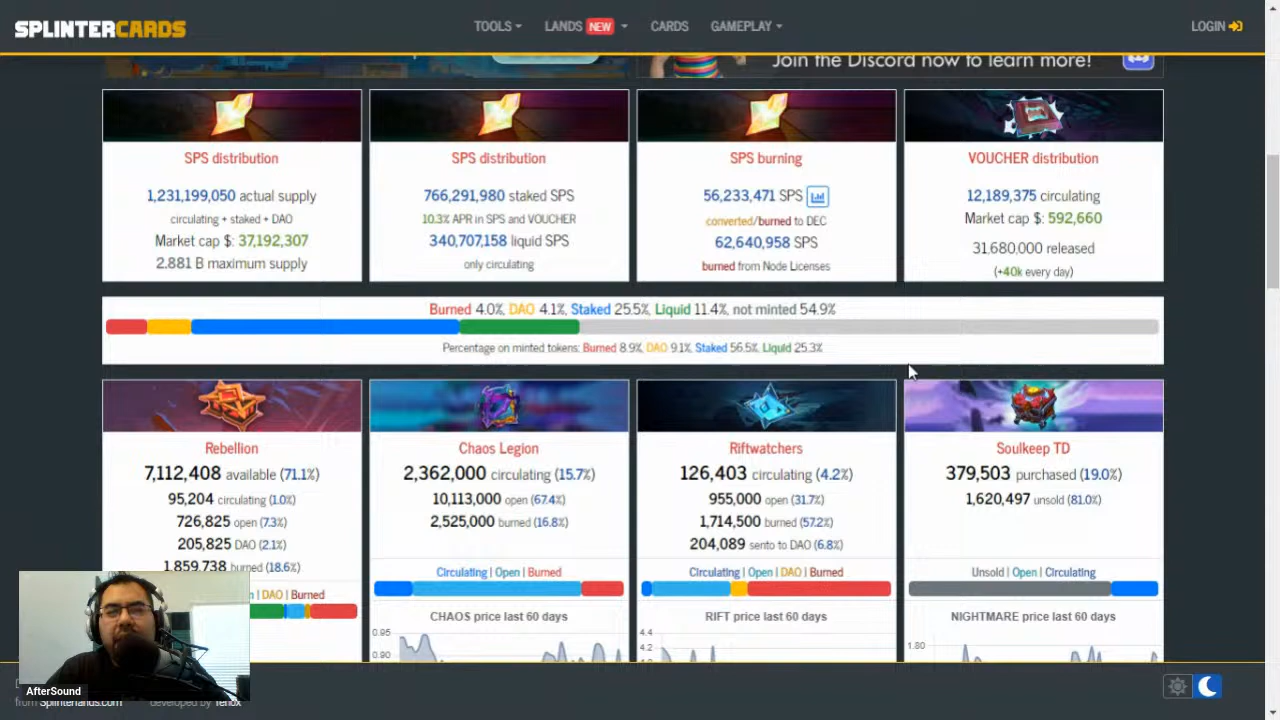 SPLINTERCARDS
TOOLS
LANDS NEW
CARDS
GAMEPLAY
LOGIN
Join the Discord now to learn more!
SPS distribution
1,231,199,050 actual supply
circulating + staked + DAO
Market cap $: 37,192,307
2.881 B maximum supply
SPS distribution
766,291,980 staked SPS
10.3% APR in SPS and VOUCHER
340,707,158 liquid SPS
only circulating
SPS burning
56,233,471 SPS
converted/burned to DEC
62,640,958 SPS
burned from Node Licenses
VOUCHER distribution
12,189,375 circulating
Market cap $: 592,660
31,680,000 released
(+40k every day)
Burned 4.0%, DAO 4.1%, Staked 25.5%, Liquid 11.4%, not minted 54.9%
Percentage on minted tokens: Burned 8.9%, DAO 9.1%, Staked 56.5%, Liquid 25.3%
Rebellion
7,112,408 available (71.1%)
95,204 circulating (1.0%)
726,825 open (7.3%)
205,825 DAO (2.1%)
1,859,738 burned (18.6%)
| DAO | Burned
Chaos Legion
2,362,000 circulating (15.7%)
10,113,000 open (67.4%)
2,525,000 burned (16.8%)
Circulating | Open | Burned
CHAOS price last 60 days
0.95
0.90
Riftwatchers
126,403 circulating (4.2%)
955,000 open (31.7%)
1,714,500 burned (57.2%)
204,089 sento to DAO (6.8%)
Circulating | Open | DAO | Burned
RIFT price last 60 days
4.4
4.2
Soulkeep TD
379,503 purchased (19.0%)
1,620,497 unsold (81.0%)
Unsold | Open | Circulating
NIGHTMARE price last 60 days
1.80
AfterSound
from Splinterlands.com
developed by